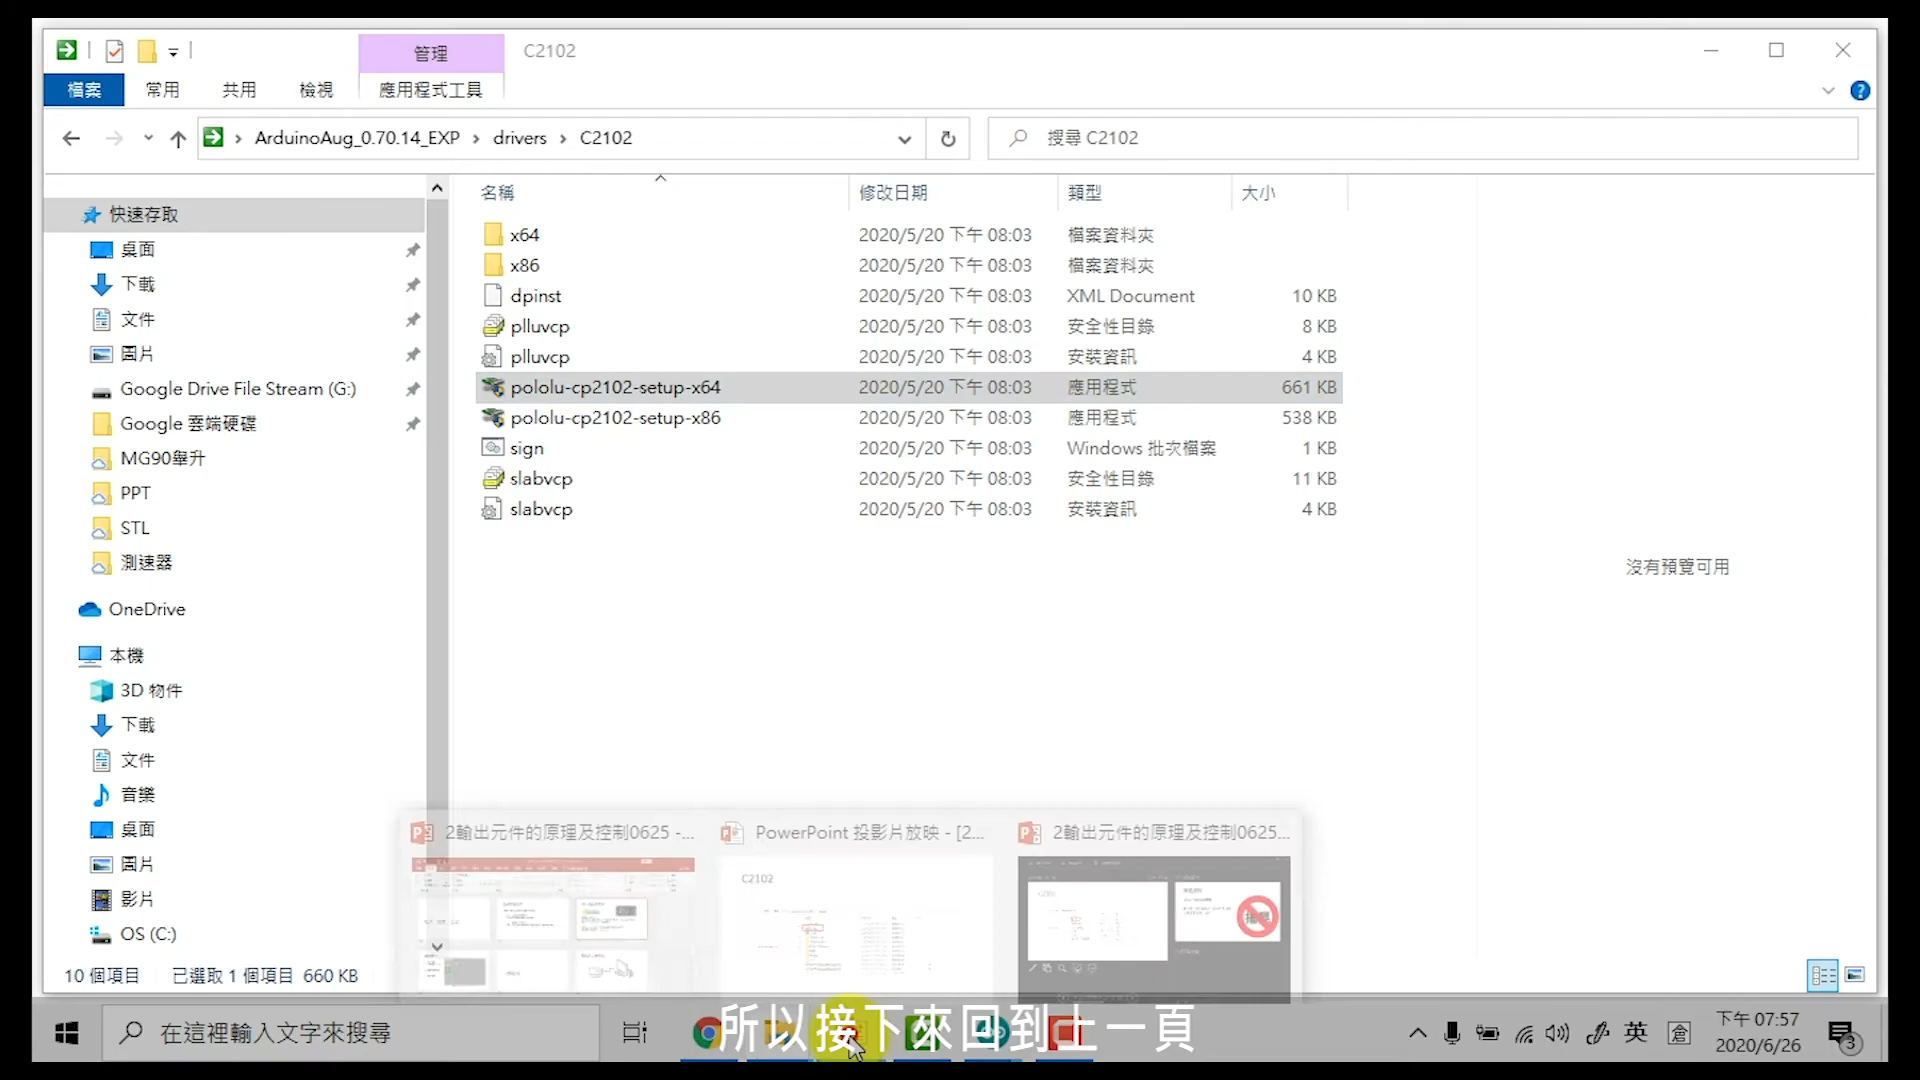 管理
C2102
檔案
常用
共用
檢視
應用程式工具
ArduinoAug_0.70.14_EXP › drivers › C2102
搜尋 C2102
名稱
修改日期
類型
大小
x64 2020/5/20 下午 08:03 檔案資料夾
x86 2020/5/20 下午 08:03 檔案資料夾
dpinst 2020/5/20 下午 08:03 XML Document 10 KB
plluvcp 2020/5/20 下午 08:03 安全性目錄 8 KB
plluvcp 2020/5/20 下午 08:03 安裝資訊 4 KB
pololu-cp2102-setup-x64 2020/5/20 下午 08:03 應用程式 661 KB
pololu-cp2102-setup-x86 2020/5/20 下午 08:03 應用程式 538 KB
sign 2020/5/20 下午 08:03 Windows 批次檔案 1 KB
slabvcp 2020/5/20 下午 08:03 安全性目錄 11 KB
slabvcp 2020/5/20 下午 08:03 安裝資訊 4 KB
快速存取
桌面
下載
文件
圖片
Google Drive File Stream (G:)
Google 雲端硬碟
MG90舉升
PPT
STL
測速器
OneDrive
本機
3D 物件
下載
文件
音樂
桌面
圖片
影片
OS (C:)
沒有預覽可用
2輸出元件的原理及控制0625 -...
PowerPoint 投影片放映 - [2...
2輸出元件的原理及控制0625...
C2102
10 個項目
已選取 1 個項目 660 KB
在這裡輸入文字來搜尋
所以接下來回到上一頁
英
倉
下午 07:57
2020/6/26
3